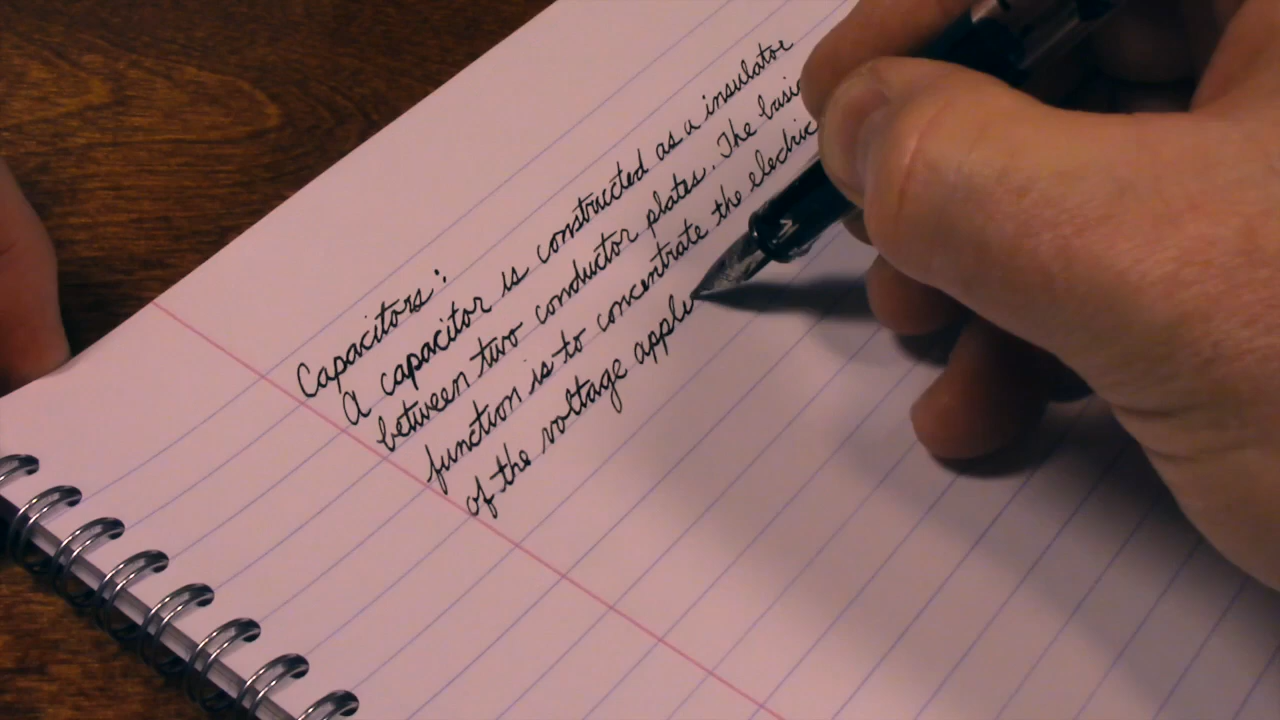 Capacitors:
A capacitor is constructed as a insulator
between two conductor plates. The basic
function is to concentrate the electric
of the voltage applie